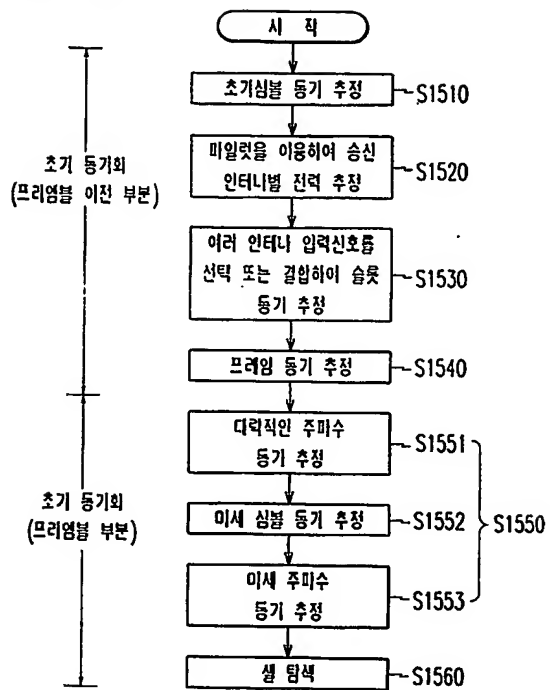 시 작
초기심볼 동기 추정
S1510
파일럿을 이용하여 송신
안테나별 전력 추정
S1520
초기 동기화
(프리엠블 이전 부분)
여러 안테나 입력신호를
선택 또는 결합하여 슬롯
동기 추정
S1530
프레임 동기 추정
S1540
대략적인 주파수
동기 추정
S1551
초기 동기화
(프리엠블 부분)
미세 심볼 동기 추정
S1552
S1550
미세 주파수
동기 추정
S1553
셀 탐색
S1560